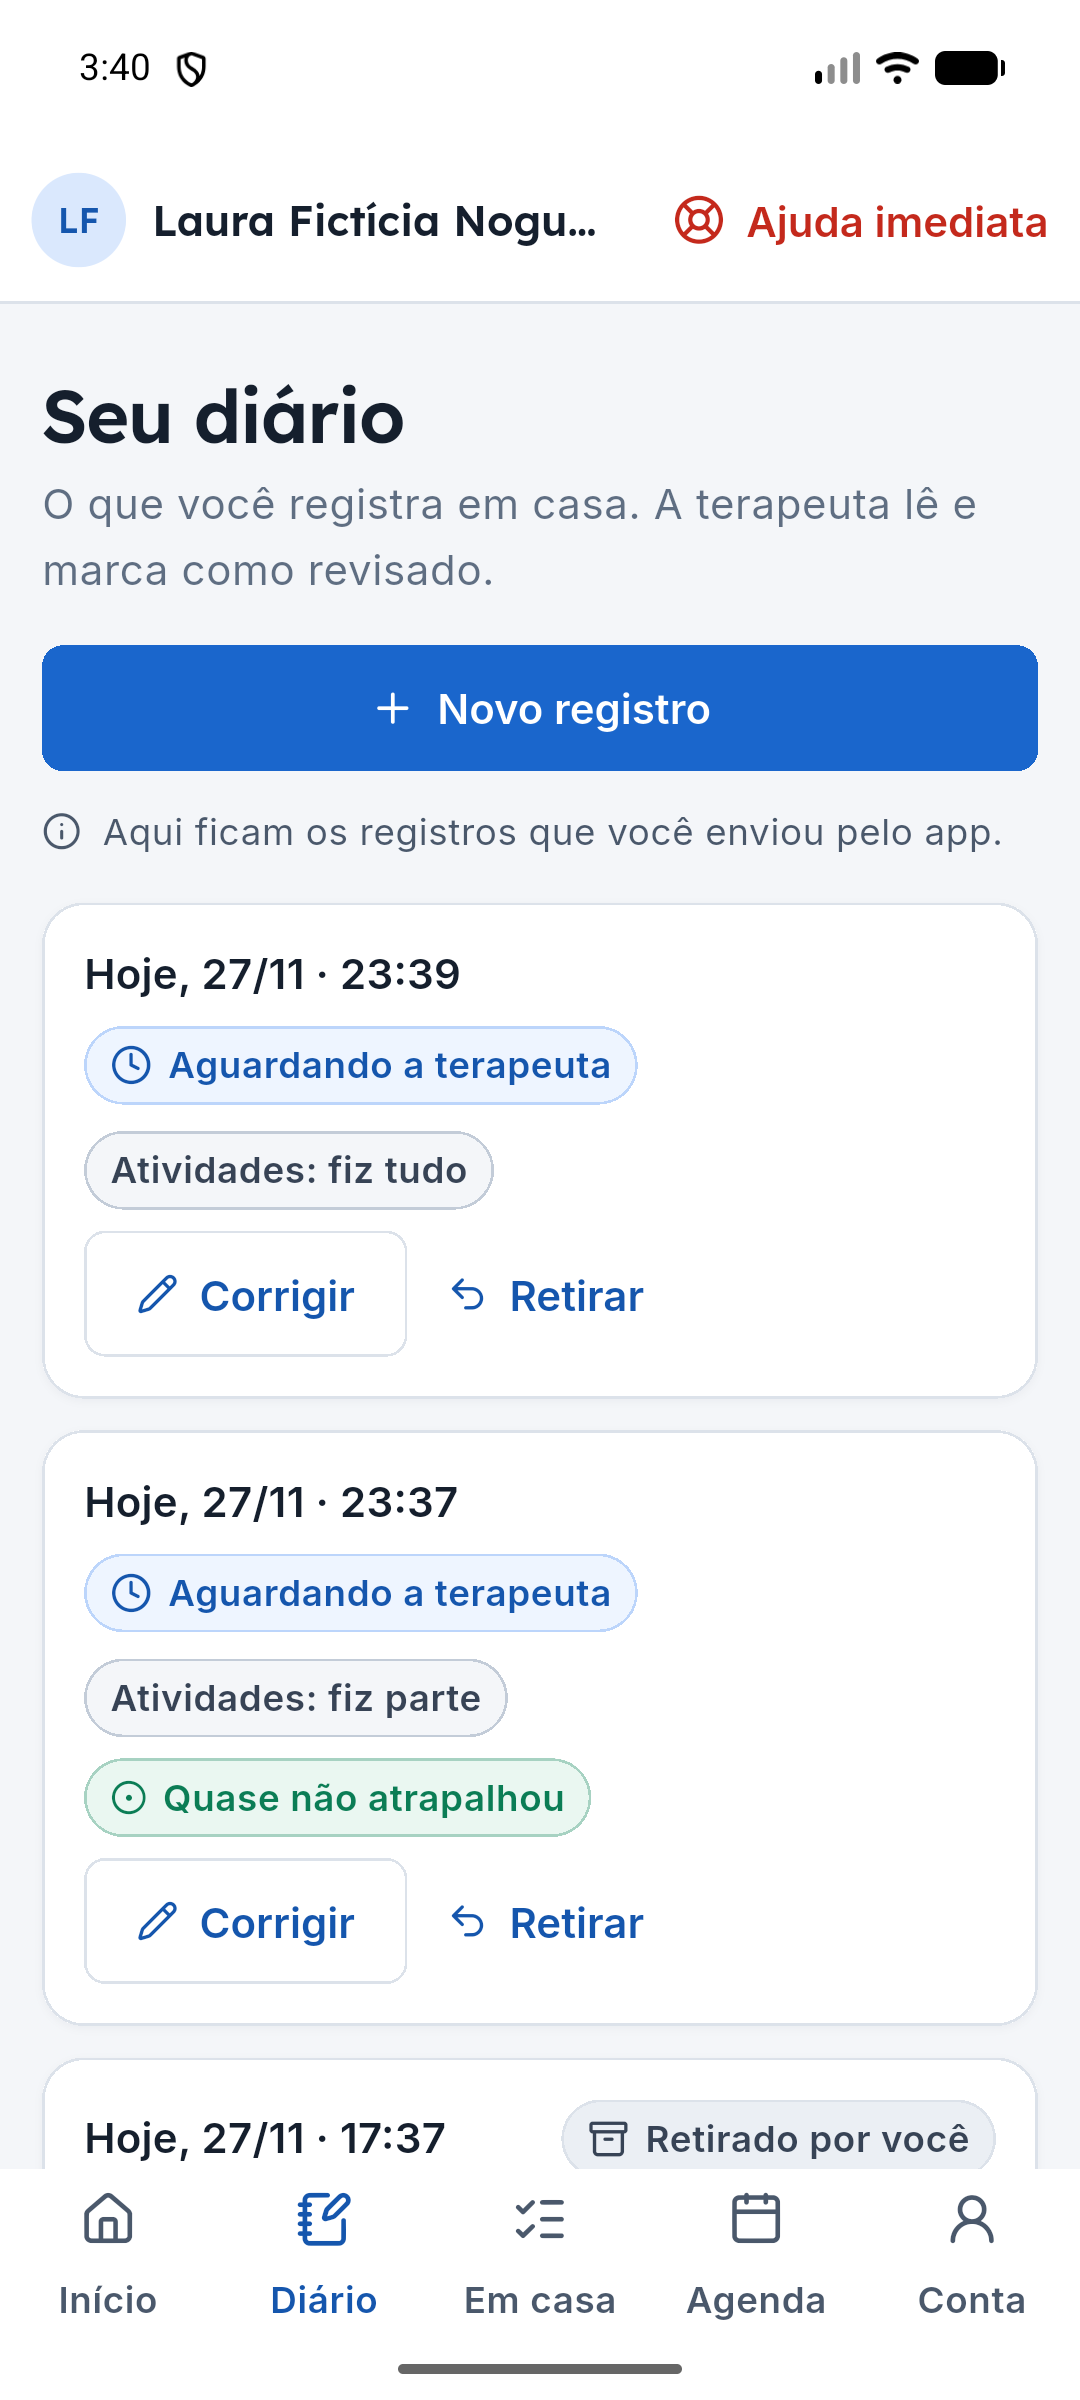 3:40
LF
Laura Fictícia Nogu...
Ajuda imediata
Seu diário
O que você registra em casa. A terapeuta lê e
marca como revisado.
Novo registro
Aqui ficam os registros que você enviou pelo app.
Hoje, 27/11 · 23:39
Aguardando a terapeuta
Atividades: fiz tudo
Corrigir
Retirar
Hoje, 27/11 · 23:37
Aguardando a terapeuta
Atividades: fiz parte
Quase não atrapalhou
Corrigir
Retirar
Hoje, 27/11 · 17:37
Retirado por você
Início
Diário
Em casa
Agenda
Conta